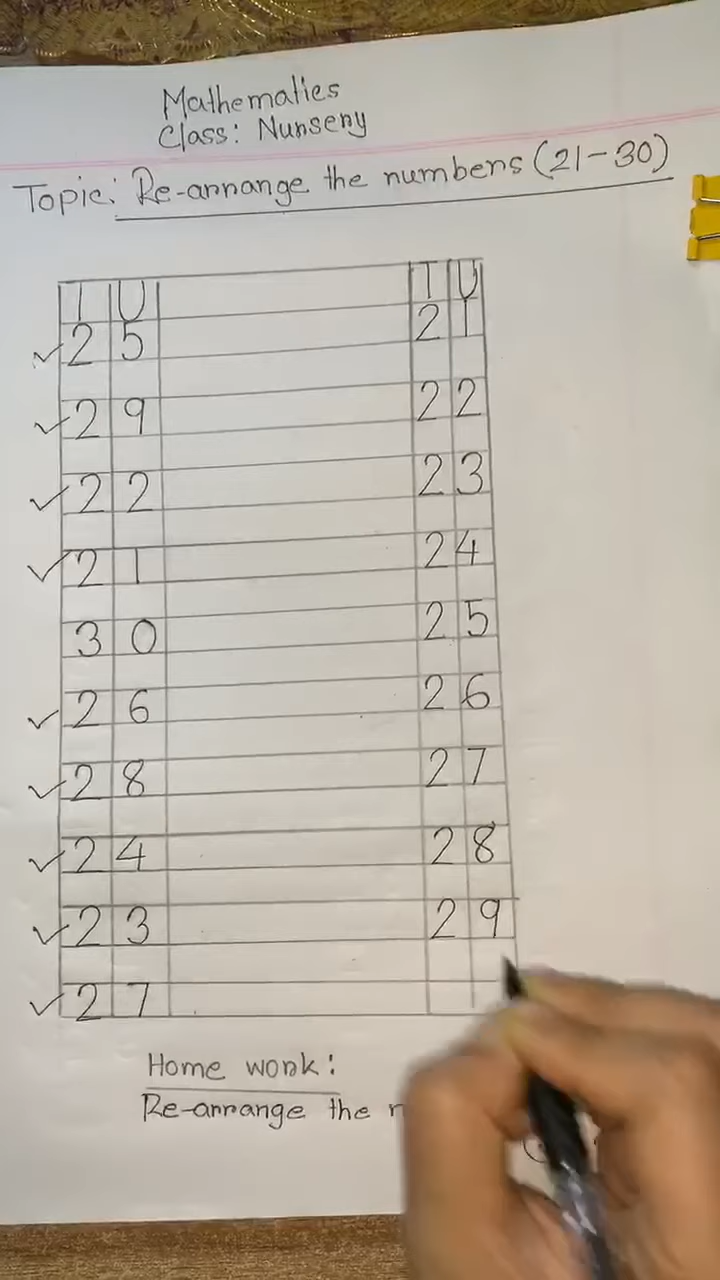 Mathematics
Class: Nursery
Topic: Re-arrange the numbers (21-30)
T U T U
25 21
29 22
22 23
21 24
30 25
26 26
28 27
24 28
23 29
27
Home work:
Re-arrange the